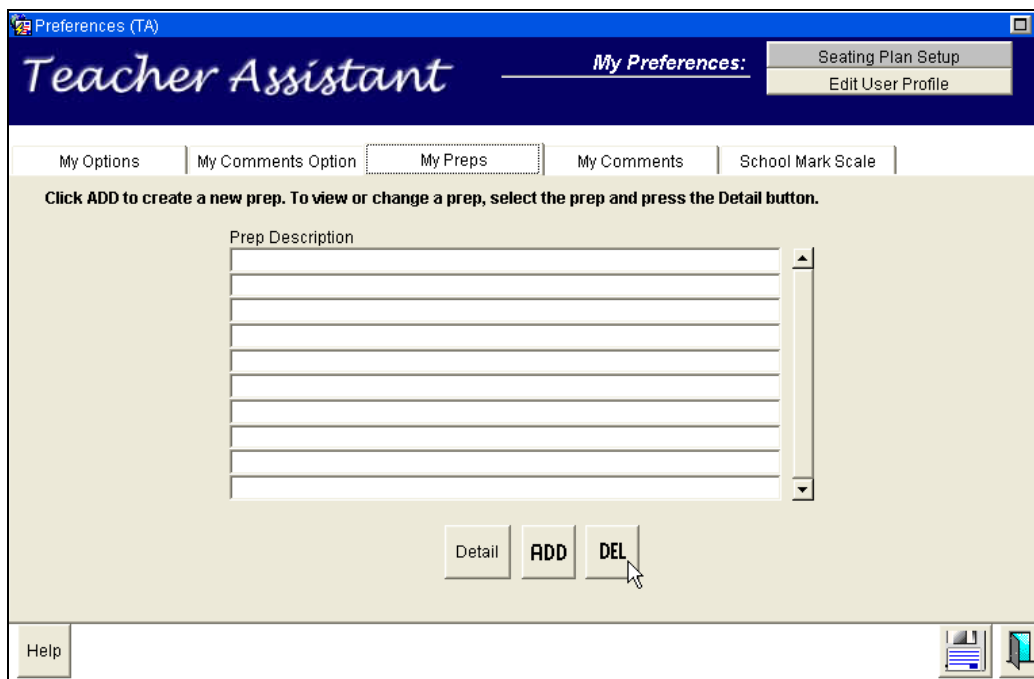 Preferences (TA)
Teacher Assistant
My Preferences:
Seating Plan Setup
Edit User Profile
My Options
My Comments Option
My Preps
My Comments
School Mark Scale
Click ADD to create a new prep. To view or change a prep, select the prep and press the Detail button.
Prep Description
Detail
ADD
DEL
Help